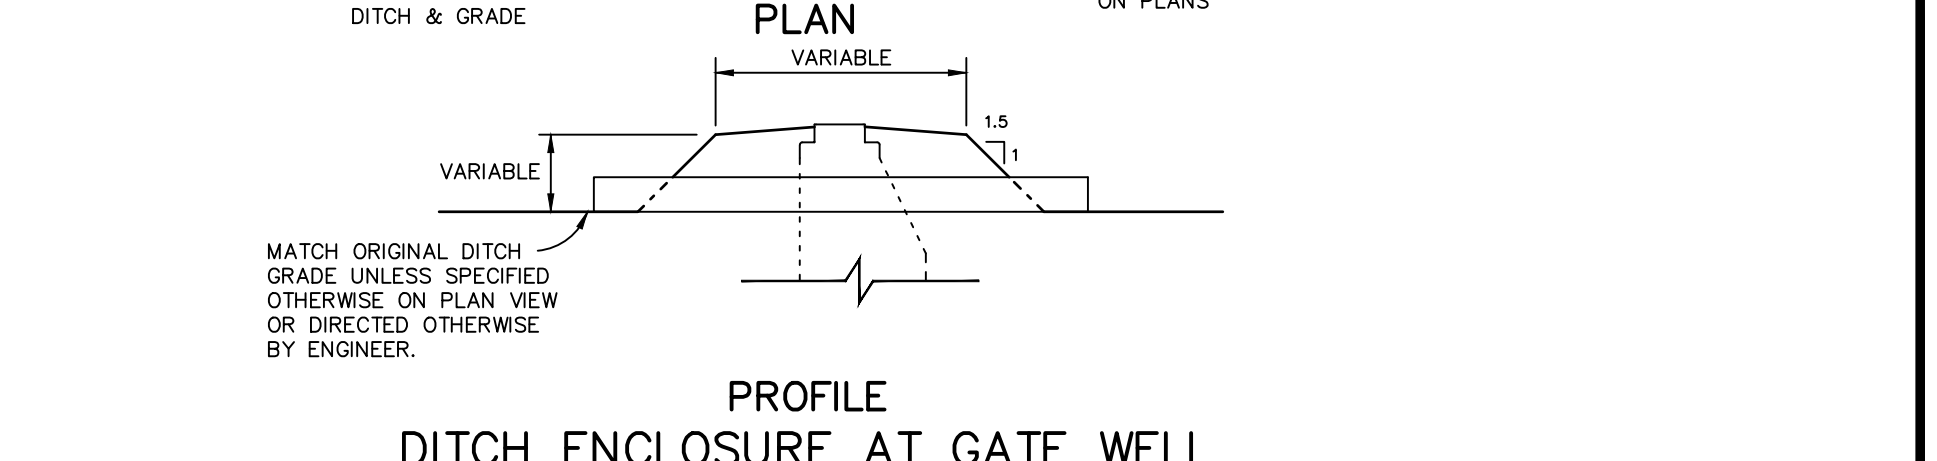 DITCH & GRADE
PLAN
ON PLANS
VARIABLE
1.5
1
VARIABLE
MATCH ORIGINAL DITCH
GRADE UNLESS SPECIFIED
OTHERWISE ON PLAN VIEW
OR DIRECTED OTHERWISE
BY ENGINEER.
PROFILE
DITCH ENCLOSURE AT GATE WELL